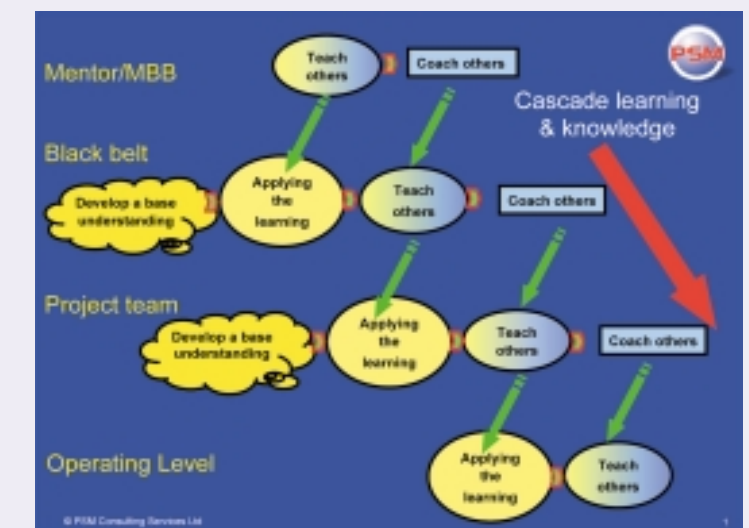 Teach
others
Coach others
PSM
Mentor/MBB
Cascade learning
& knowledge
Black belt
Develop a base
understanding
Applying
the
learning
Teach
others
Coach others
Project team
Develop a base
understanding
Applying
the
learning
Teach
others
Coach others
Operating Level
Applying
the
learning
Teach
others
© PSM Consulting Services Ltd
1